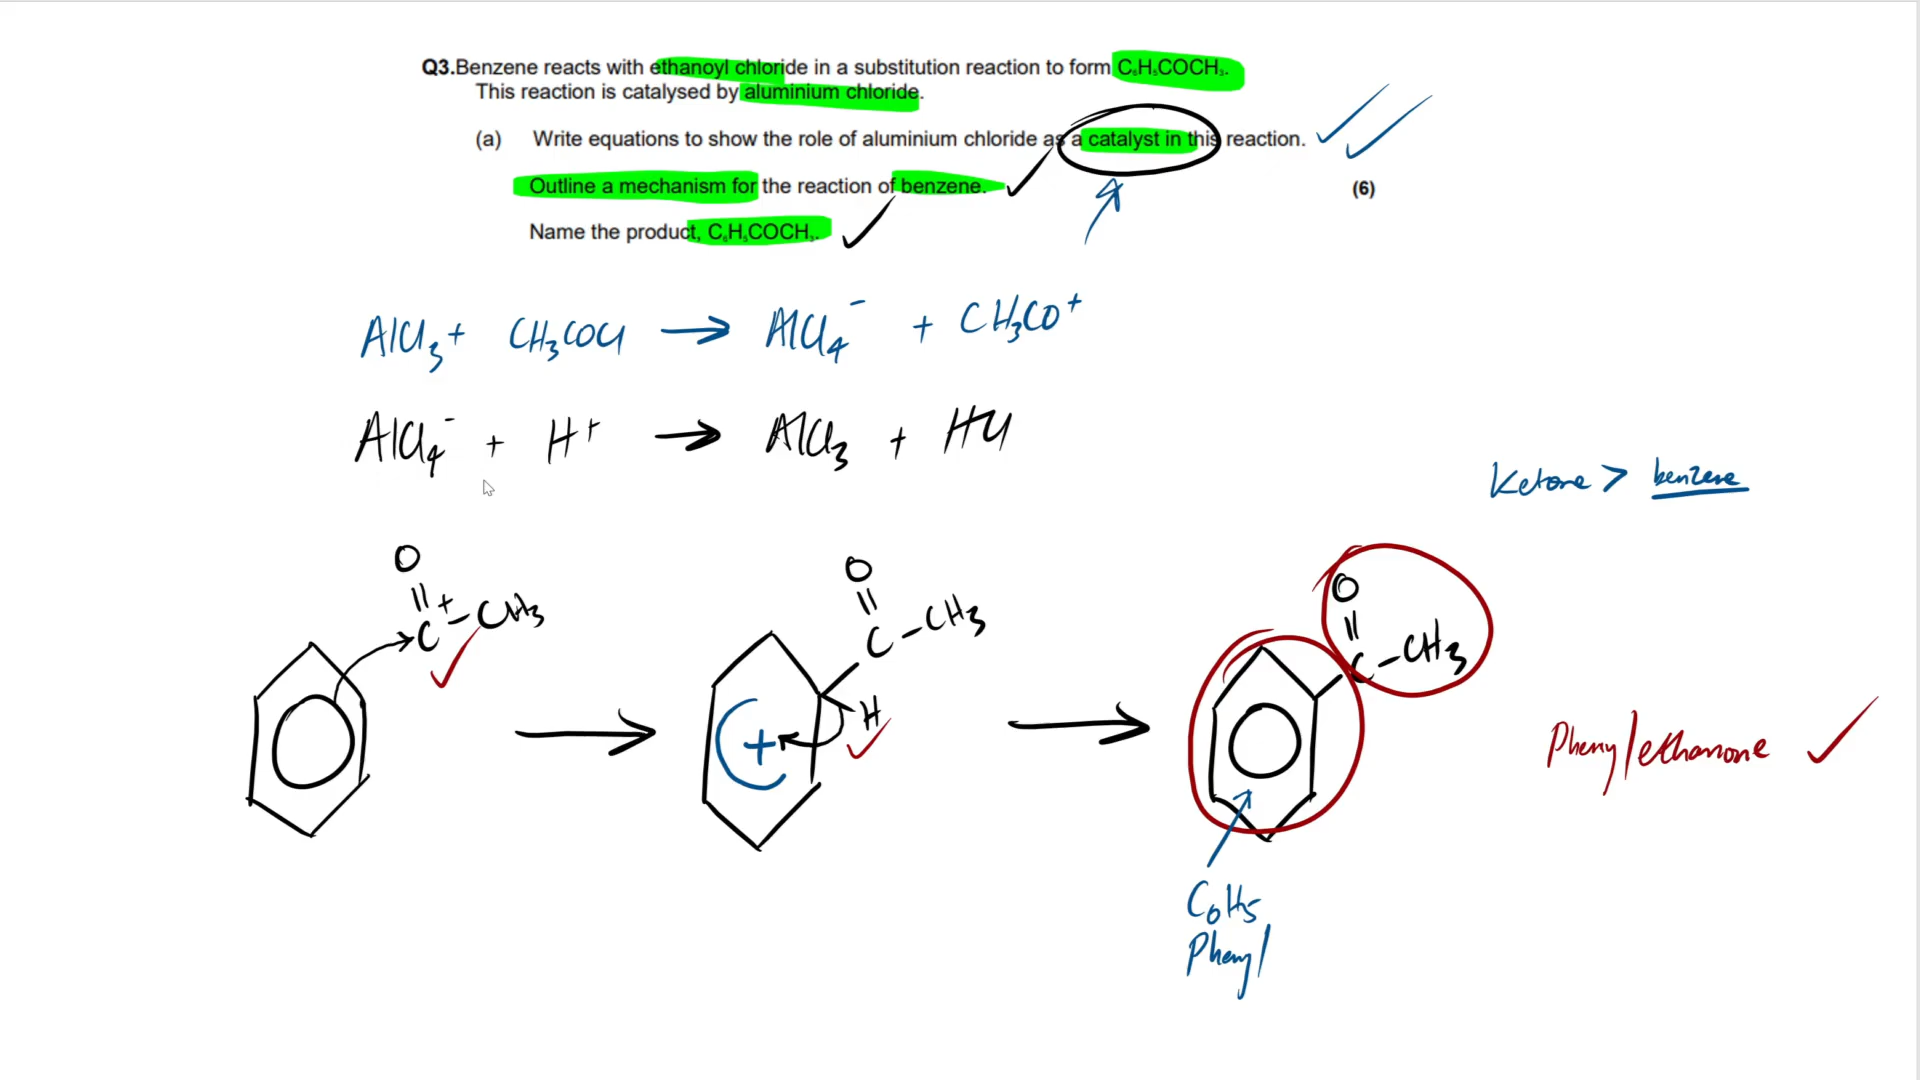 Q3.Benzene reacts with ethanoyl chloride in a substitution reaction to form C₆H₅COCH₃.
This reaction is catalysed by aluminium chloride.
(a) Write equations to show the role of aluminium chloride as a catalyst in this reaction.
Outline a mechanism for the reaction of benzene.
(6)
Name the product, C₆H₅COCH₃.
AlCl₃ + CH₃COCl → AlCl₄⁻ + CH₃CO⁺
AlCl₄⁻ + H⁺ → AlCl₃ + HCl
Ketone > benzene
O
|| +
C – CH₃
O
||
C – CH₃
H
+
O
||
C – CH₃
Phenylethanone
C₆H₅
Phenyl